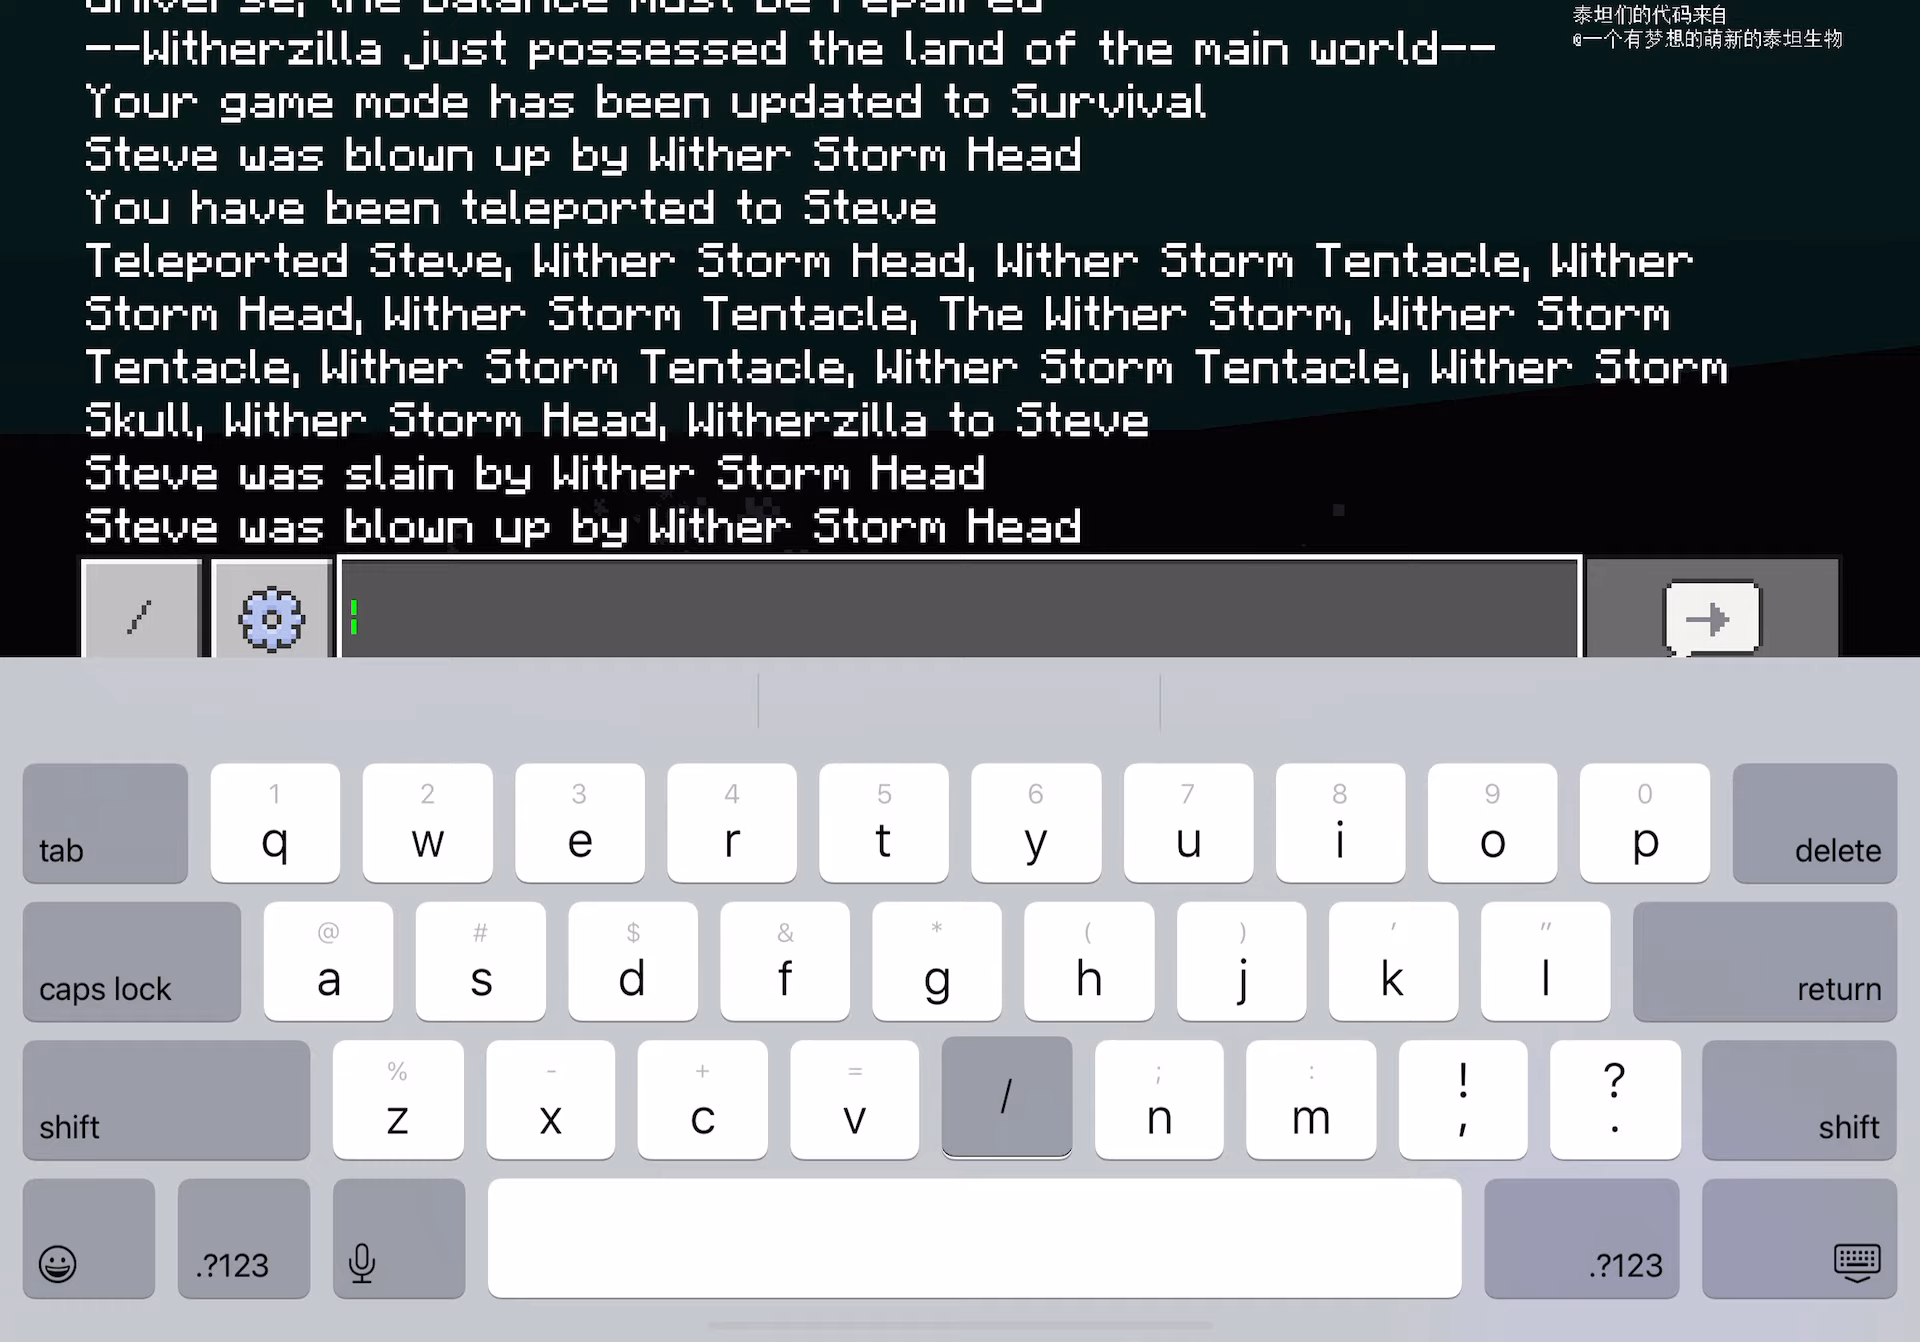 universe, the balance must be repaired
--Witherzilla just possessed the land of the main world--
Your game mode has been updated to Survival
Steve was blown up by Wither Storm Head
You have been teleported to Steve
Teleported Steve, Wither Storm Head, Wither Storm Tentacle, Wither
Storm Head, Wither Storm Tentacle, The Wither Storm, Wither Storm
Tentacle, Wither Storm Tentacle, Wither Storm Tentacle, Wither Storm
Skull, Wither Storm Head, Witherzilla to Steve
Steve was slain by Wither Storm Head
Steve was blown up by Wither Storm Head
泰坦们的代码来自
@一个有梦想的萌新的泰坦生物
/
1 2 3 4 5 6 7 8 9 0
tab q w e r t y u i o p delete
@ # $ & * ( ) ' "
caps lock a s d f g h j k l return
% - + = / ; : ! ?
shift z x c v n m , . shift
.?123 .?123